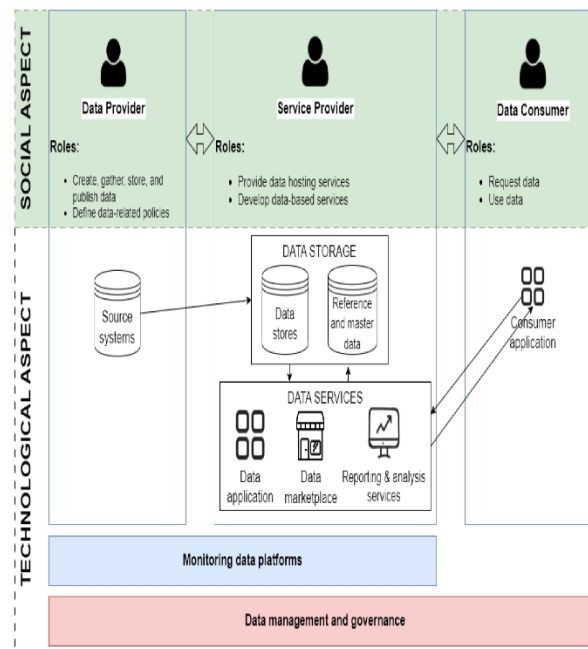 SOCIAL ASPECT
Data Provider
Service Provider
Data Consumer
Roles:
• Create, gather, store, and
publish data
• Define data-related policies
Roles:
• Provide data hosting services
• Develop data-based services
Roles:
• Request data
• Use data
TECHNOLOGICAL ASPECT
Source
systems
DATA STORAGE
Data
stores
Reference
and master
data
Consumer
application
DATA SERVICES
Data
application
Data
marketplace
Reporting & analysis
services
Monitoring data platforms
Data management and governance